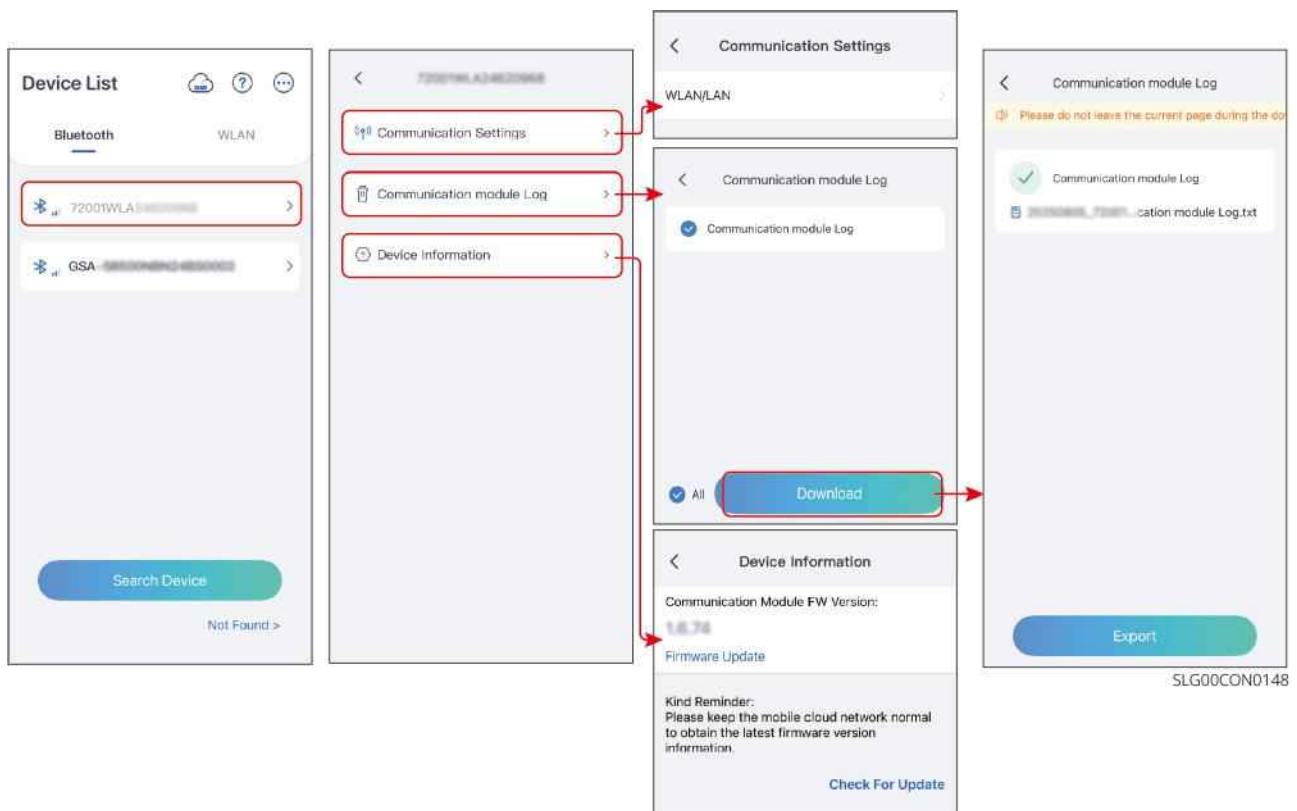 Device List
Bluetooth
WLAN
72001WLA
GSA
Search Device
Not Found >
Communication Settings
Communication module Log
Device Information
Communication Settings
WLAN/LAN
Communication module Log
Communication module Log
All
Download
Device Information
Communication Module FW Version:
1.6.74
Firmware Update
Kind Reminder:
Please keep the mobile cloud network normal
to obtain the latest firmware version
information.
Check For Update
Communication module Log
Please do not leave the current page during the do
Communication module Log
cation module Log.txt
Export
SLG00CON0148